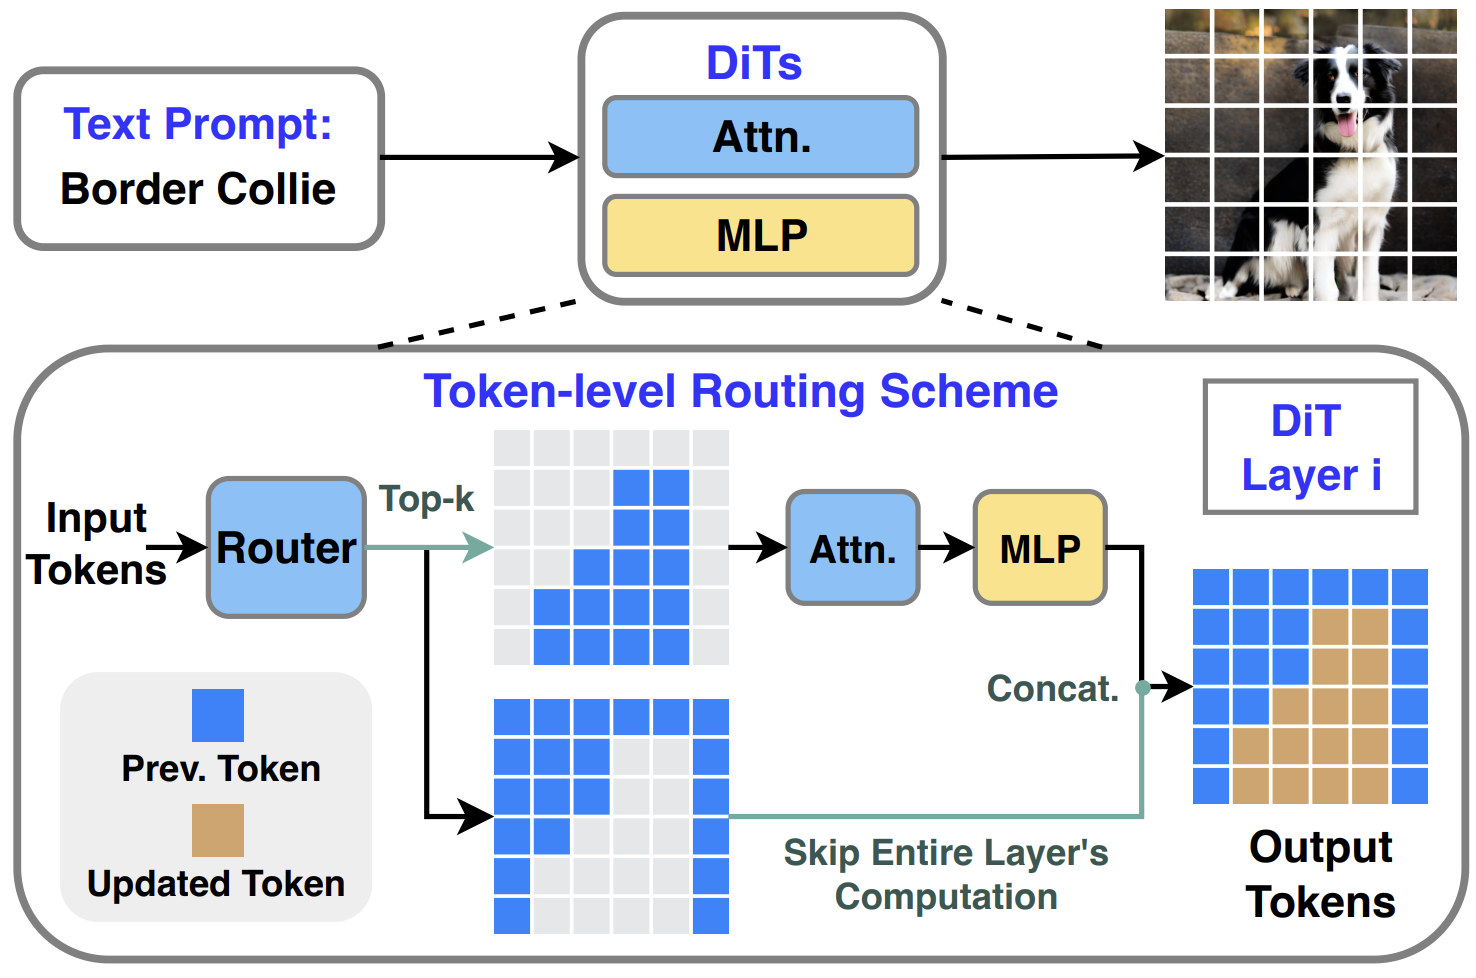 Text Prompt:
Border Collie
DiTs
Attn.
MLP
Token-level Routing Scheme
DiT
Layer i
Input
Tokens
Router
Top-k
Attn.
MLP
Concat.
Prev. Token
Updated Token
Skip Entire Layer's
Computation
Output
Tokens